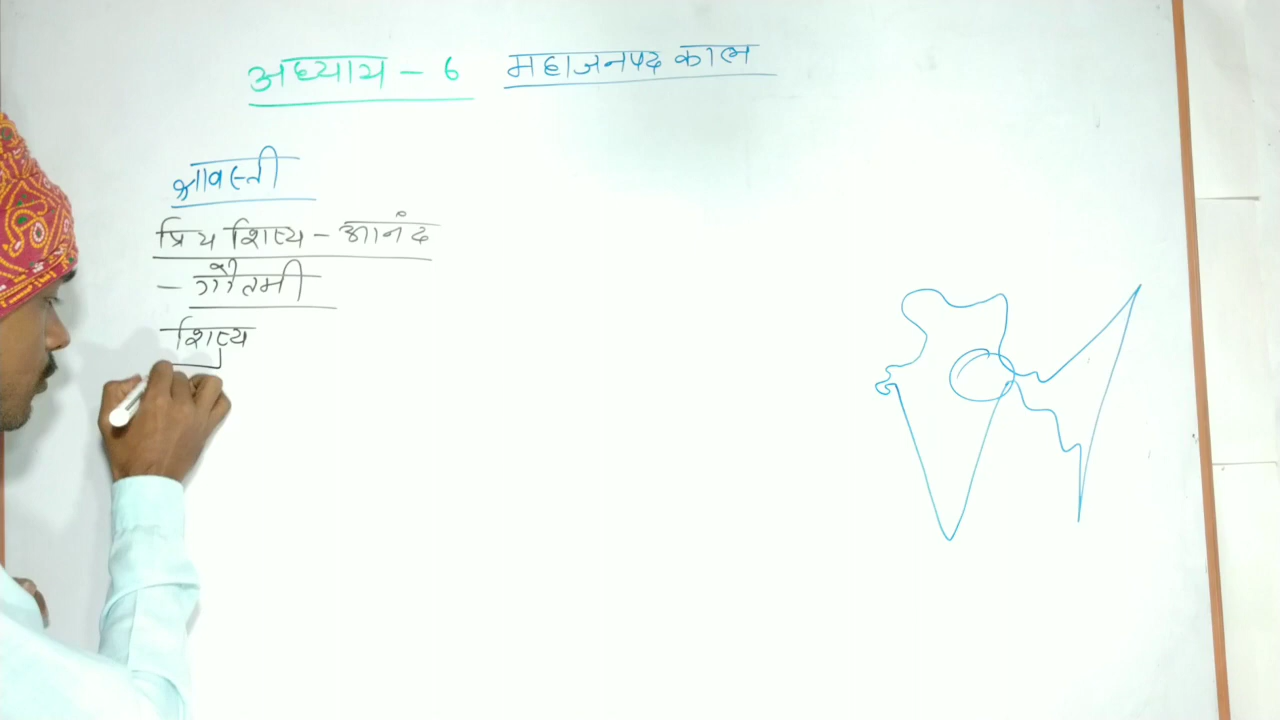 अध्याय - 6 महाजनपद काल
श्रावस्ती
प्रिय शिष्य - आनंद
- गौतमी
शिष्य